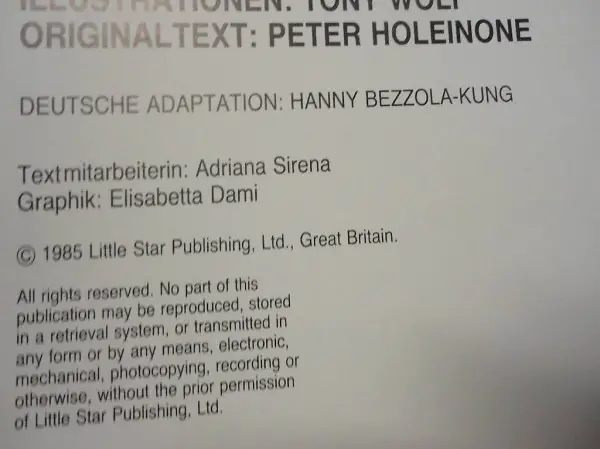 ILLUSTRATIONEN: TONY WOLF
ORIGINALTEXT: PETER HOLEINONE
DEUTSCHE ADAPTATION: HANNY BEZZOLA-KUNG
Textmitarbeiterin: Adriana Sirena
Graphik: Elisabetta Dami
© 1985 Little Star Publishing, Ltd., Great Britain.
All rights reserved. No part of this
publication may be reproduced, stored
in a retrieval system, or transmitted in
any form or by any means, electronic,
mechanical, photocopying, recording or
otherwise, without the prior permission
of Little Star Publishing, Ltd.